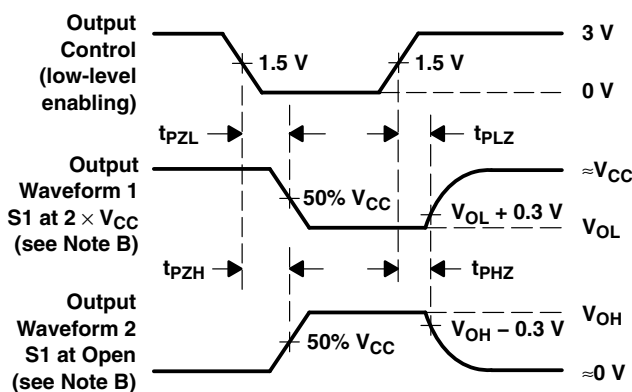 Output
Control
(low-level
enabling)
3 V
1.5 V
1.5 V
0 V
tPZL
tPLZ
Output
Waveform 1
S1 at 2 × VCC
(see Note B)
≈VCC
50% VCC
VOL + 0.3 V
VOL
tPZH
tPHZ
Output
Waveform 2
S1 at Open
(see Note B)
VOH
50% VCC
VOH − 0.3 V
≈0 V